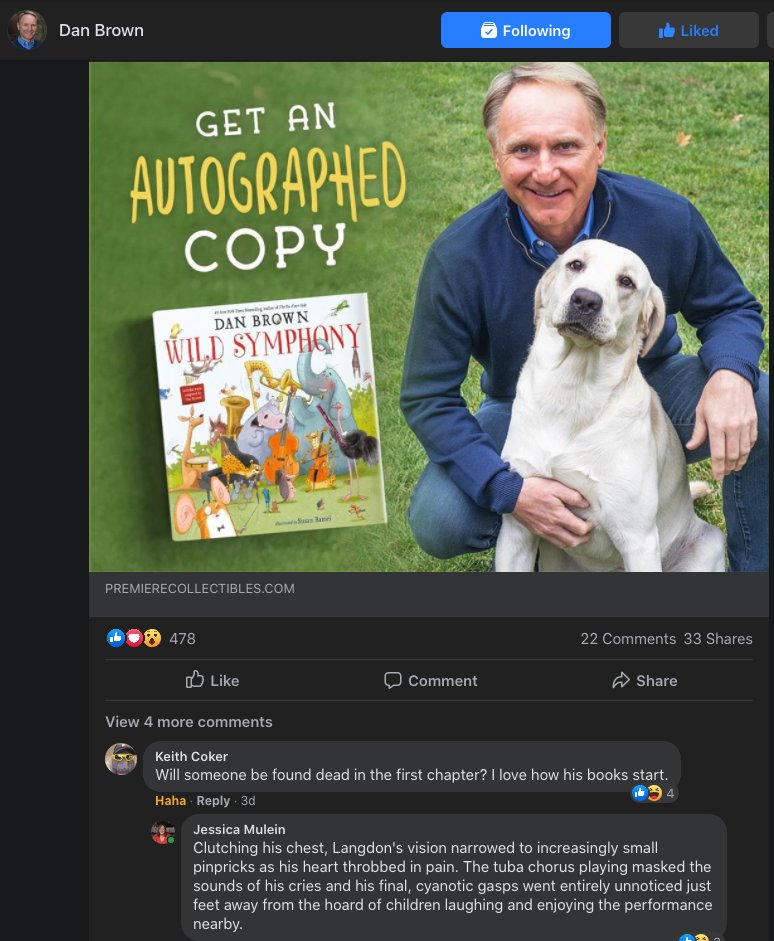 Dan Brown
Following
Liked
GET AN
AUTOGRAPHED
COPY
DAN BROWN
WILD SYMPHONY
Illustrated by Susan Batori
PREMIERECOLLECTIBLES.COM
478
22 Comments 33 Shares
Like
Comment
Share
View 4 more comments
Keith Coker
Will someone be found dead in the first chapter? I love how his books start.
4
Haha · Reply · 3d
Jessica Mulein
Clutching his chest, Langdon's vision narrowed to increasingly small
pinpricks as his heart throbbed in pain. The tuba chorus playing masked the
sounds of his cries and his final, cyanotic gasps went entirely unnoticed just
feet away from the hoard of children laughing and enjoying the performance
nearby.